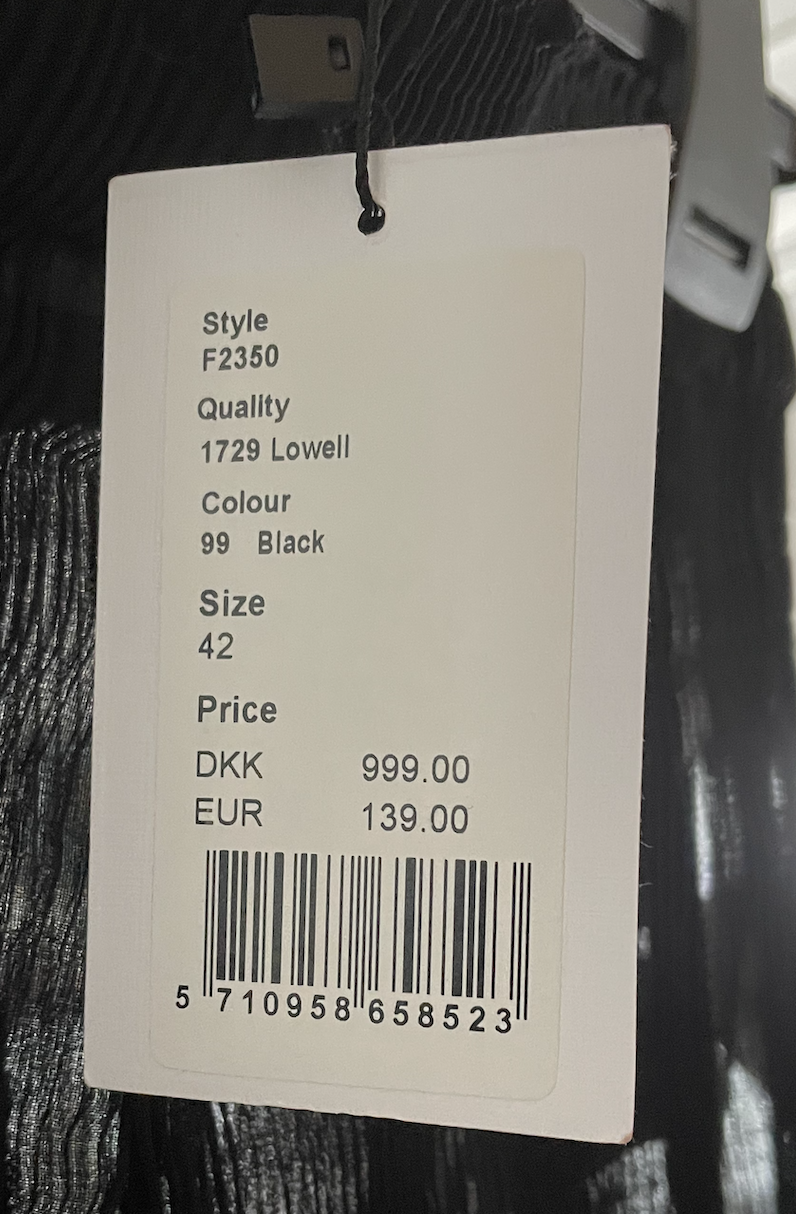 Style
F2350
Quality
1729 Lowell
Colour
99 Black
Size
42
Price
DKK 999.00
EUR 139.00
5 710958 658523